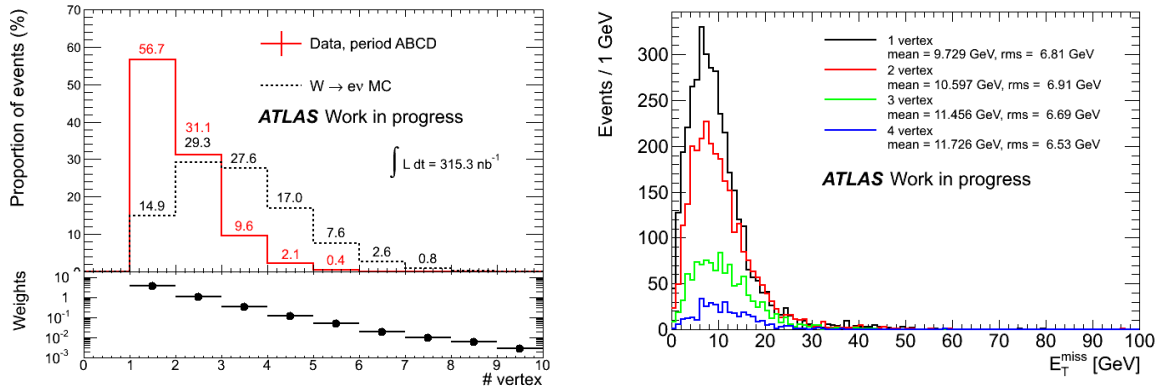 Proportion of events (%)
70
60
50
40
30
20
10
0
56.7
31.1
29.3
27.6
14.9
17.0
9.6
7.6
2.1
0.4
2.6
0.8
Data, period ABCD
W → eν MC
ATLAS Work in progress
∫ L dt = 315.3 nb⁻¹
Weights
10
1
10⁻¹
10⁻²
10⁻³
0 1 2 3 4 5 6 7 8 9 10
# vertex
Events / 1 GeV
300
250
200
150
100
50
0
1 vertex
mean = 9.729 GeV, rms = 6.81 GeV
2 vertex
mean = 10.597 GeV, rms = 6.91 GeV
3 vertex
mean = 11.456 GeV, rms = 6.69 GeV
4 vertex
mean = 11.726 GeV, rms = 6.53 GeV
ATLAS Work in progress
0 10 20 30 40 50 60 70 80 90 100
E_T^miss [GeV]